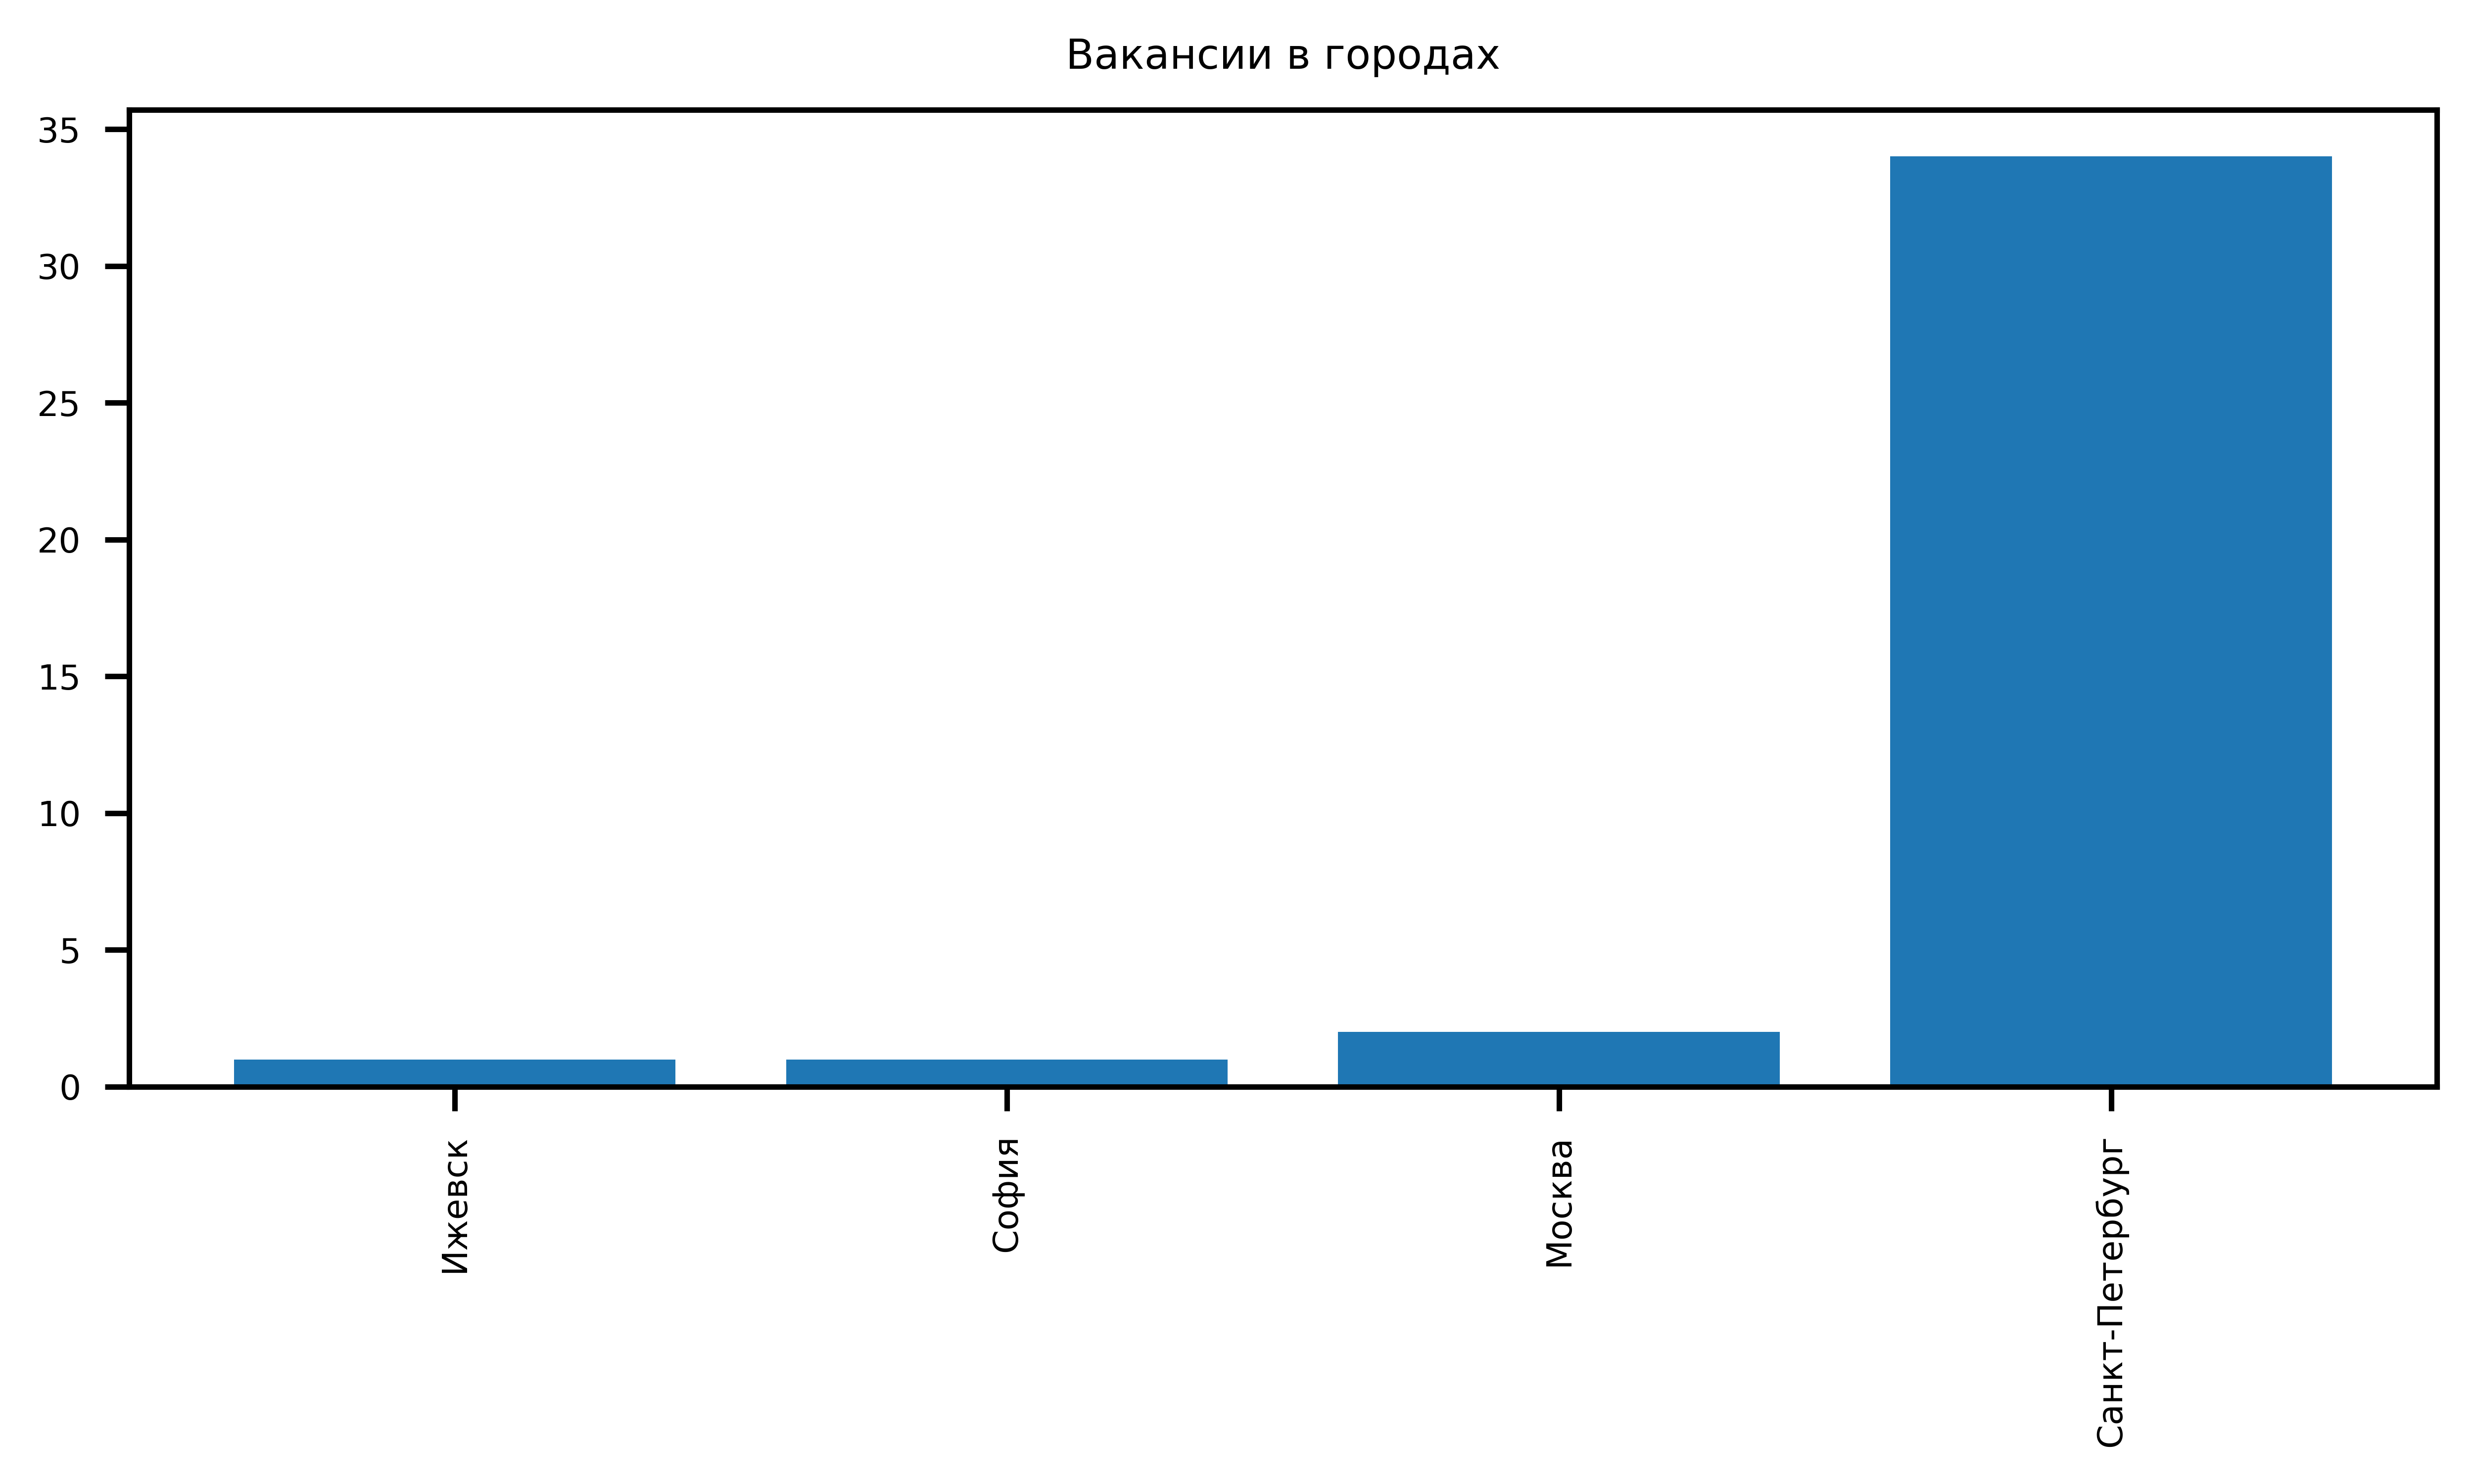 Вакансии в городах
35
30
25
20
15
10
5
0
Ижевск
София
Москва
Санкт-Петербург